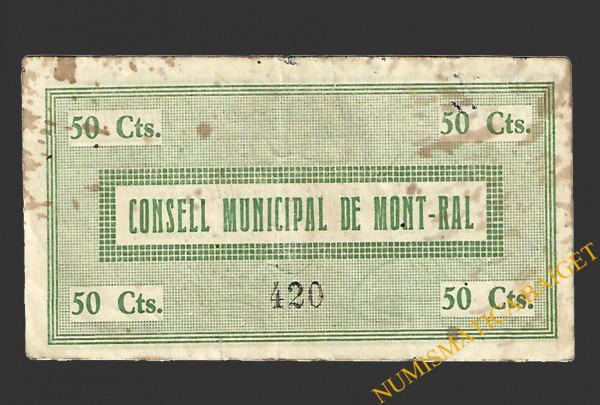 50 Cts. 50 Cts.
CONSELL MUNICIPAL DE MONT-RAL
420
50 Cts. 50 Cts.
NUMISMATICA BAIGET